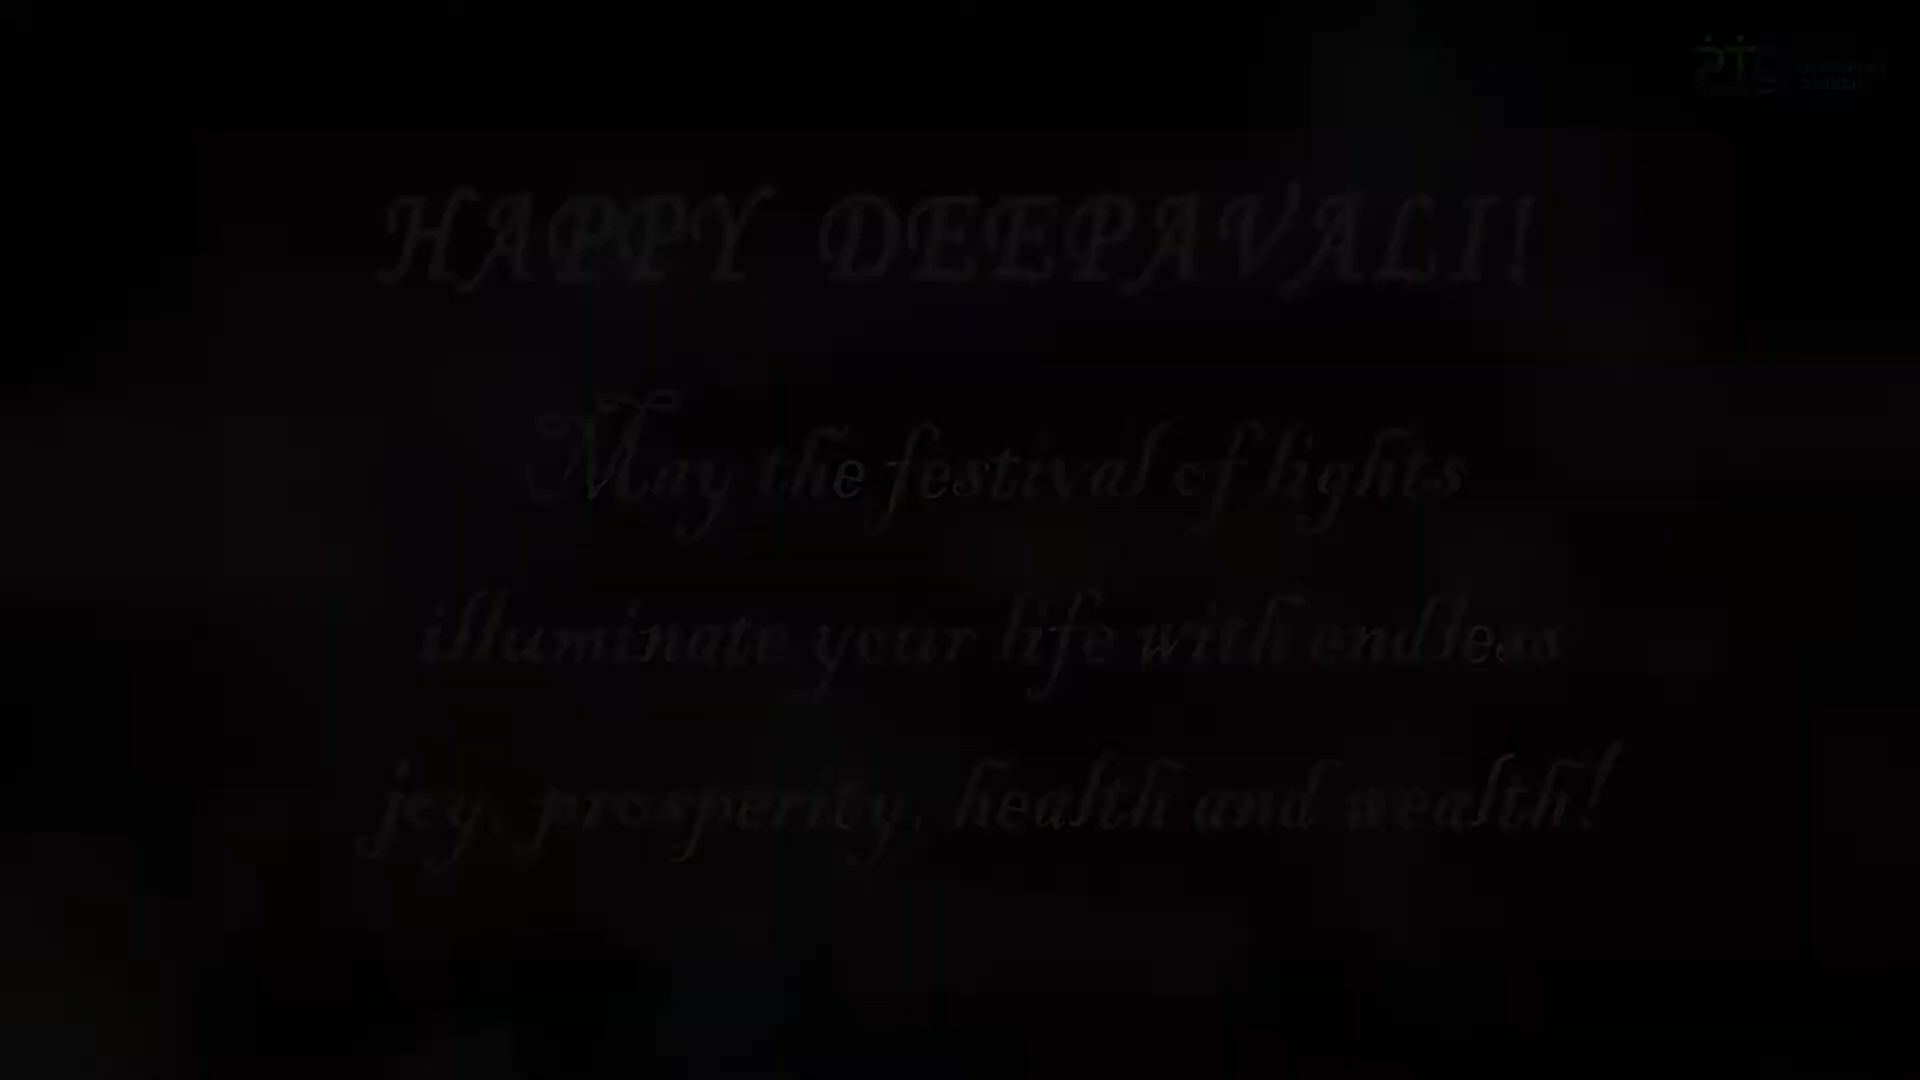 HAPPY DEEPAVALI!
May the festival of lights
illuminate your life with endless
joy, prosperity, health and wealth!